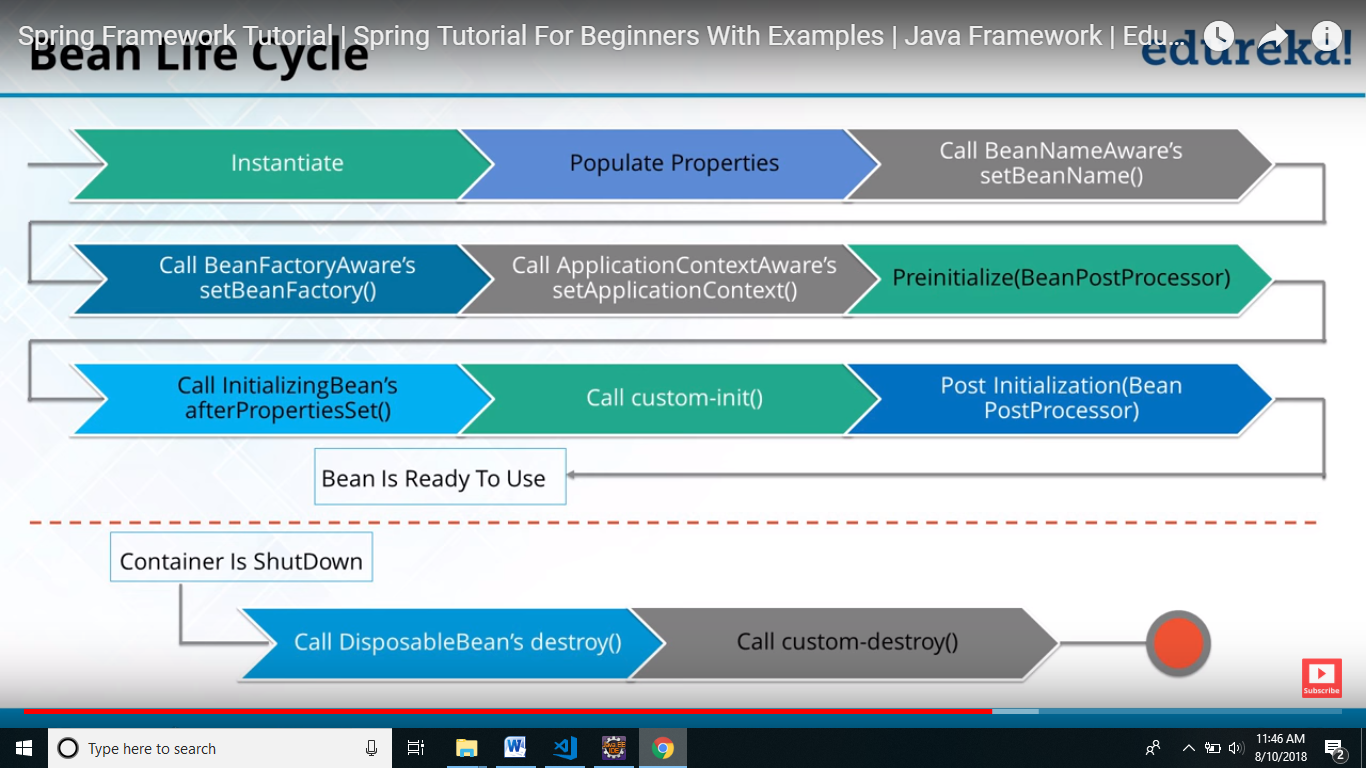 Spring Framework Tutorial | Spring Tutorial For Beginners With Examples | Java Framework | Edu...
Bean Life Cycle
edureka!
Instantiate
Populate Properties
Call BeanNameAware's
setBeanName()
Call BeanFactoryAware's
setBeanFactory()
Call ApplicationContextAware's
setApplicationContext()
Preinitialize(BeanPostProcessor)
Call InitializingBean's
afterPropertiesSet()
Call custom-init()
Post Initialization(Bean
PostProcessor)
Bean Is Ready To Use
Container Is ShutDown
Call DisposableBean's destroy()
Call custom-destroy()
Subscribe
Type here to search
11:46 AM
8/10/2018
2